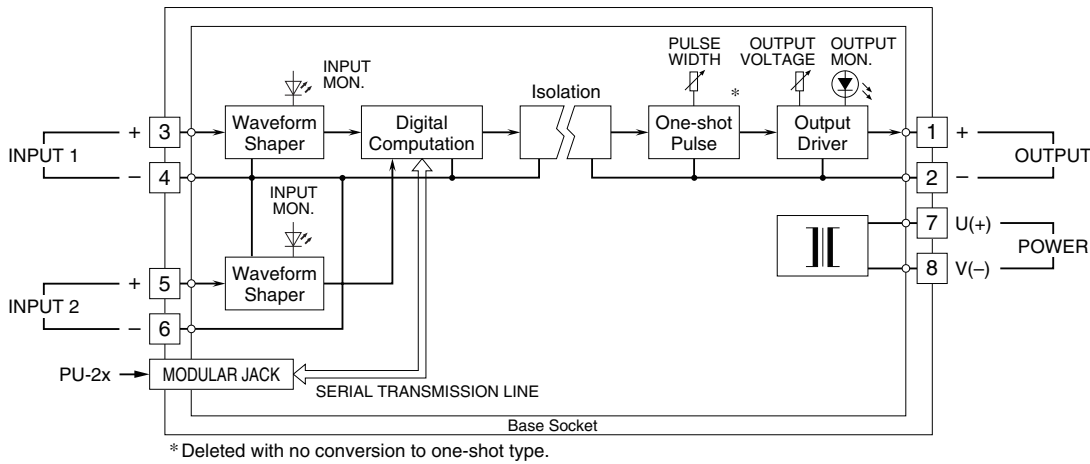 PULSE
WIDTH
*
OUTPUT
VOLTAGE
OUTPUT
MON.
INPUT
MON.
Isolation
INPUT 1
+ 3
− 4
Waveform
Shaper
Digital
Computation
One-shot
Pulse
Output
Driver
1 +
2 −
OUTPUT
INPUT
MON.
7 U(+)
8 V(−)
POWER
INPUT 2
+ 5
− 6
Waveform
Shaper
PU-2x
MODULAR JACK
SERIAL TRANSMISSION LINE
Base Socket
* Deleted with no conversion to one-shot type.